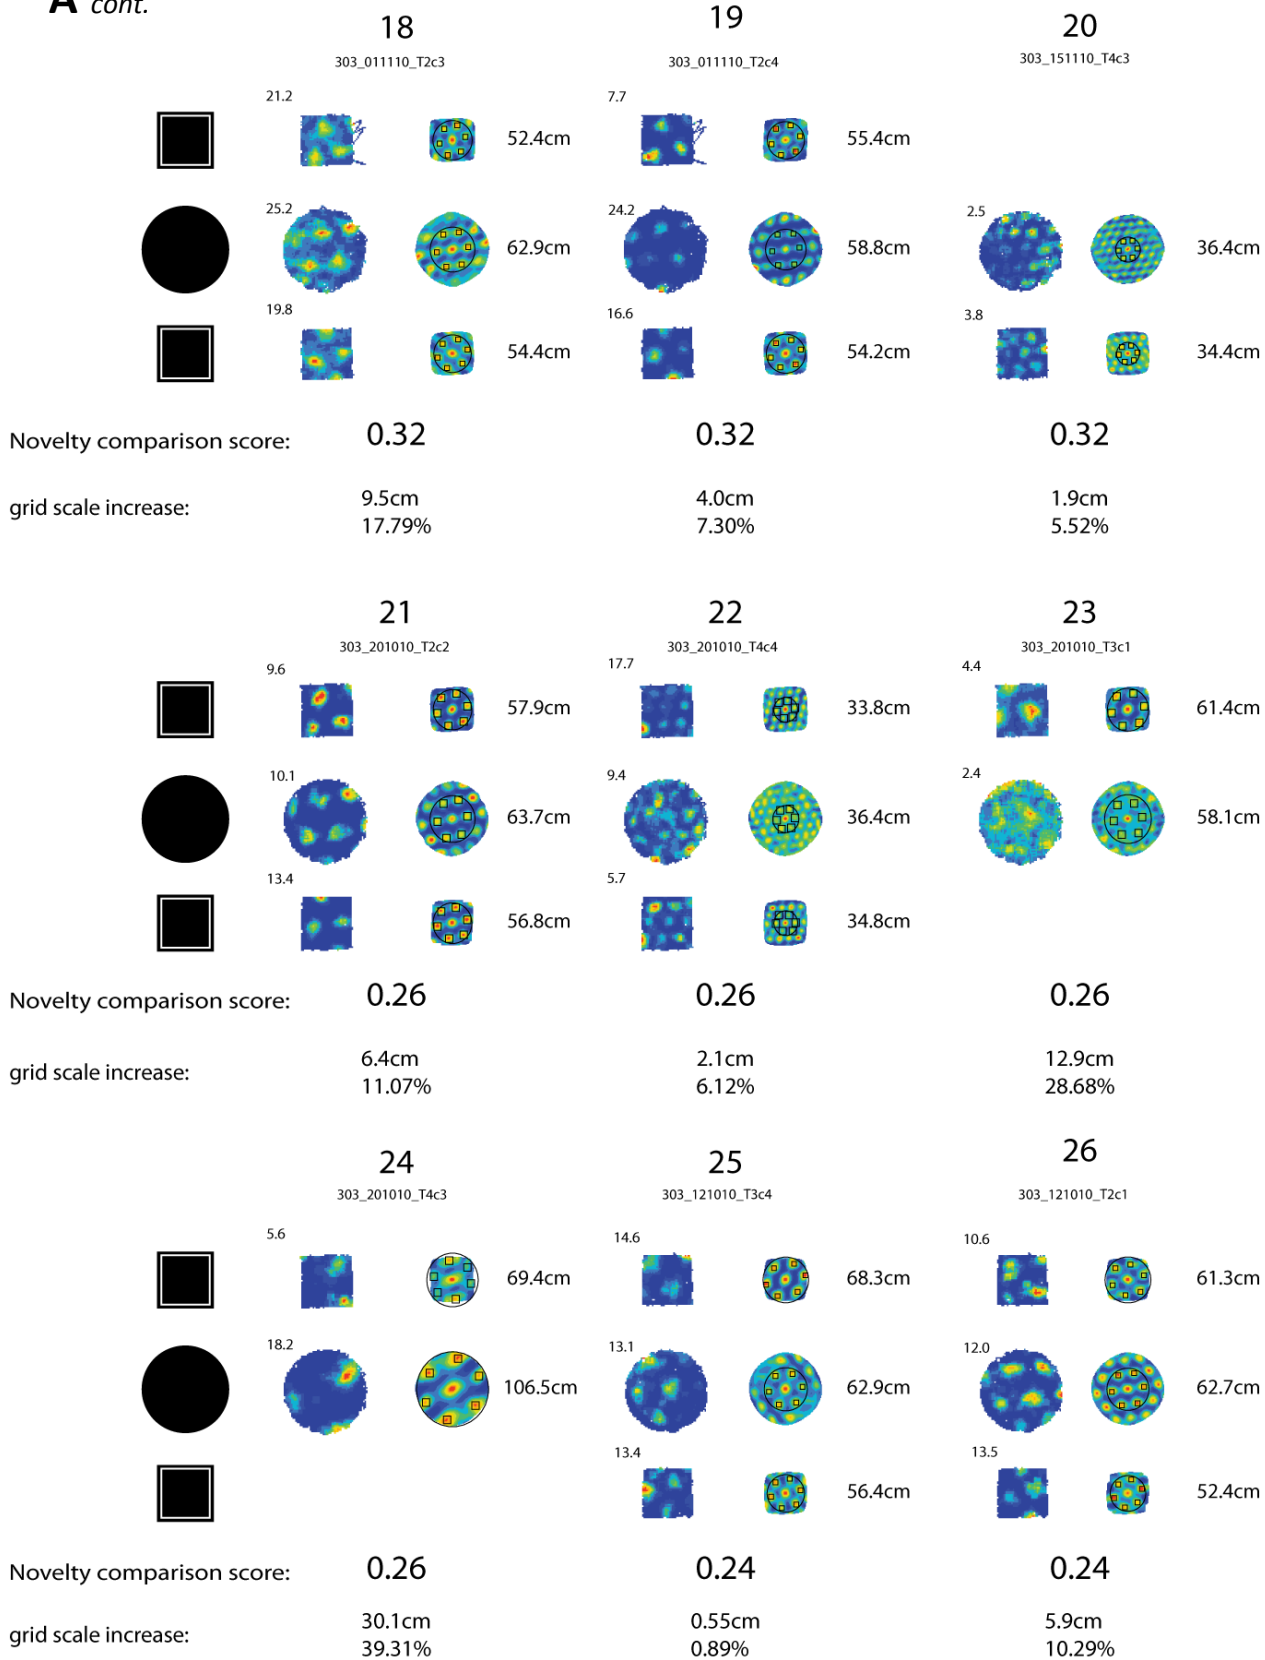 A cont.
18 19 20
303_011110_T2c3 303_011110_T2c4 303_151110_T4c3
21.2 52.4cm 7.7 55.4cm
25.2 62.9cm 24.2 58.8cm 2.5 36.4cm
19.8 54.4cm 16.6 54.2cm 3.8 34.4cm
Novelty comparison score: 0.32 0.32 0.32
grid scale increase: 9.5cm 4.0cm 1.9cm
17.79% 7.30% 5.52%
21 22 23
303_201010_T2c2 303_201010_T4c4 303_201010_T3c1
9.6 57.9cm 17.7 33.8cm 4.4 61.4cm
10.1 63.7cm 9.4 36.4cm 2.4 58.1cm
13.4 56.8cm 5.7 34.8cm
Novelty comparison score: 0.26 0.26 0.26
grid scale increase: 6.4cm 2.1cm 12.9cm
11.07% 6.12% 28.68%
24 25 26
303_201010_T4c3 303_121010_T3c4 303_121010_T2c1
5.6 69.4cm 14.6 68.3cm 10.6 61.3cm
18.2 106.5cm 13.1 62.9cm 12.0 62.7cm
13.4 56.4cm 13.5 52.4cm
Novelty comparison score: 0.26 0.24 0.24
grid scale increase: 30.1cm 0.55cm 5.9cm
39.31% 0.89% 10.29%